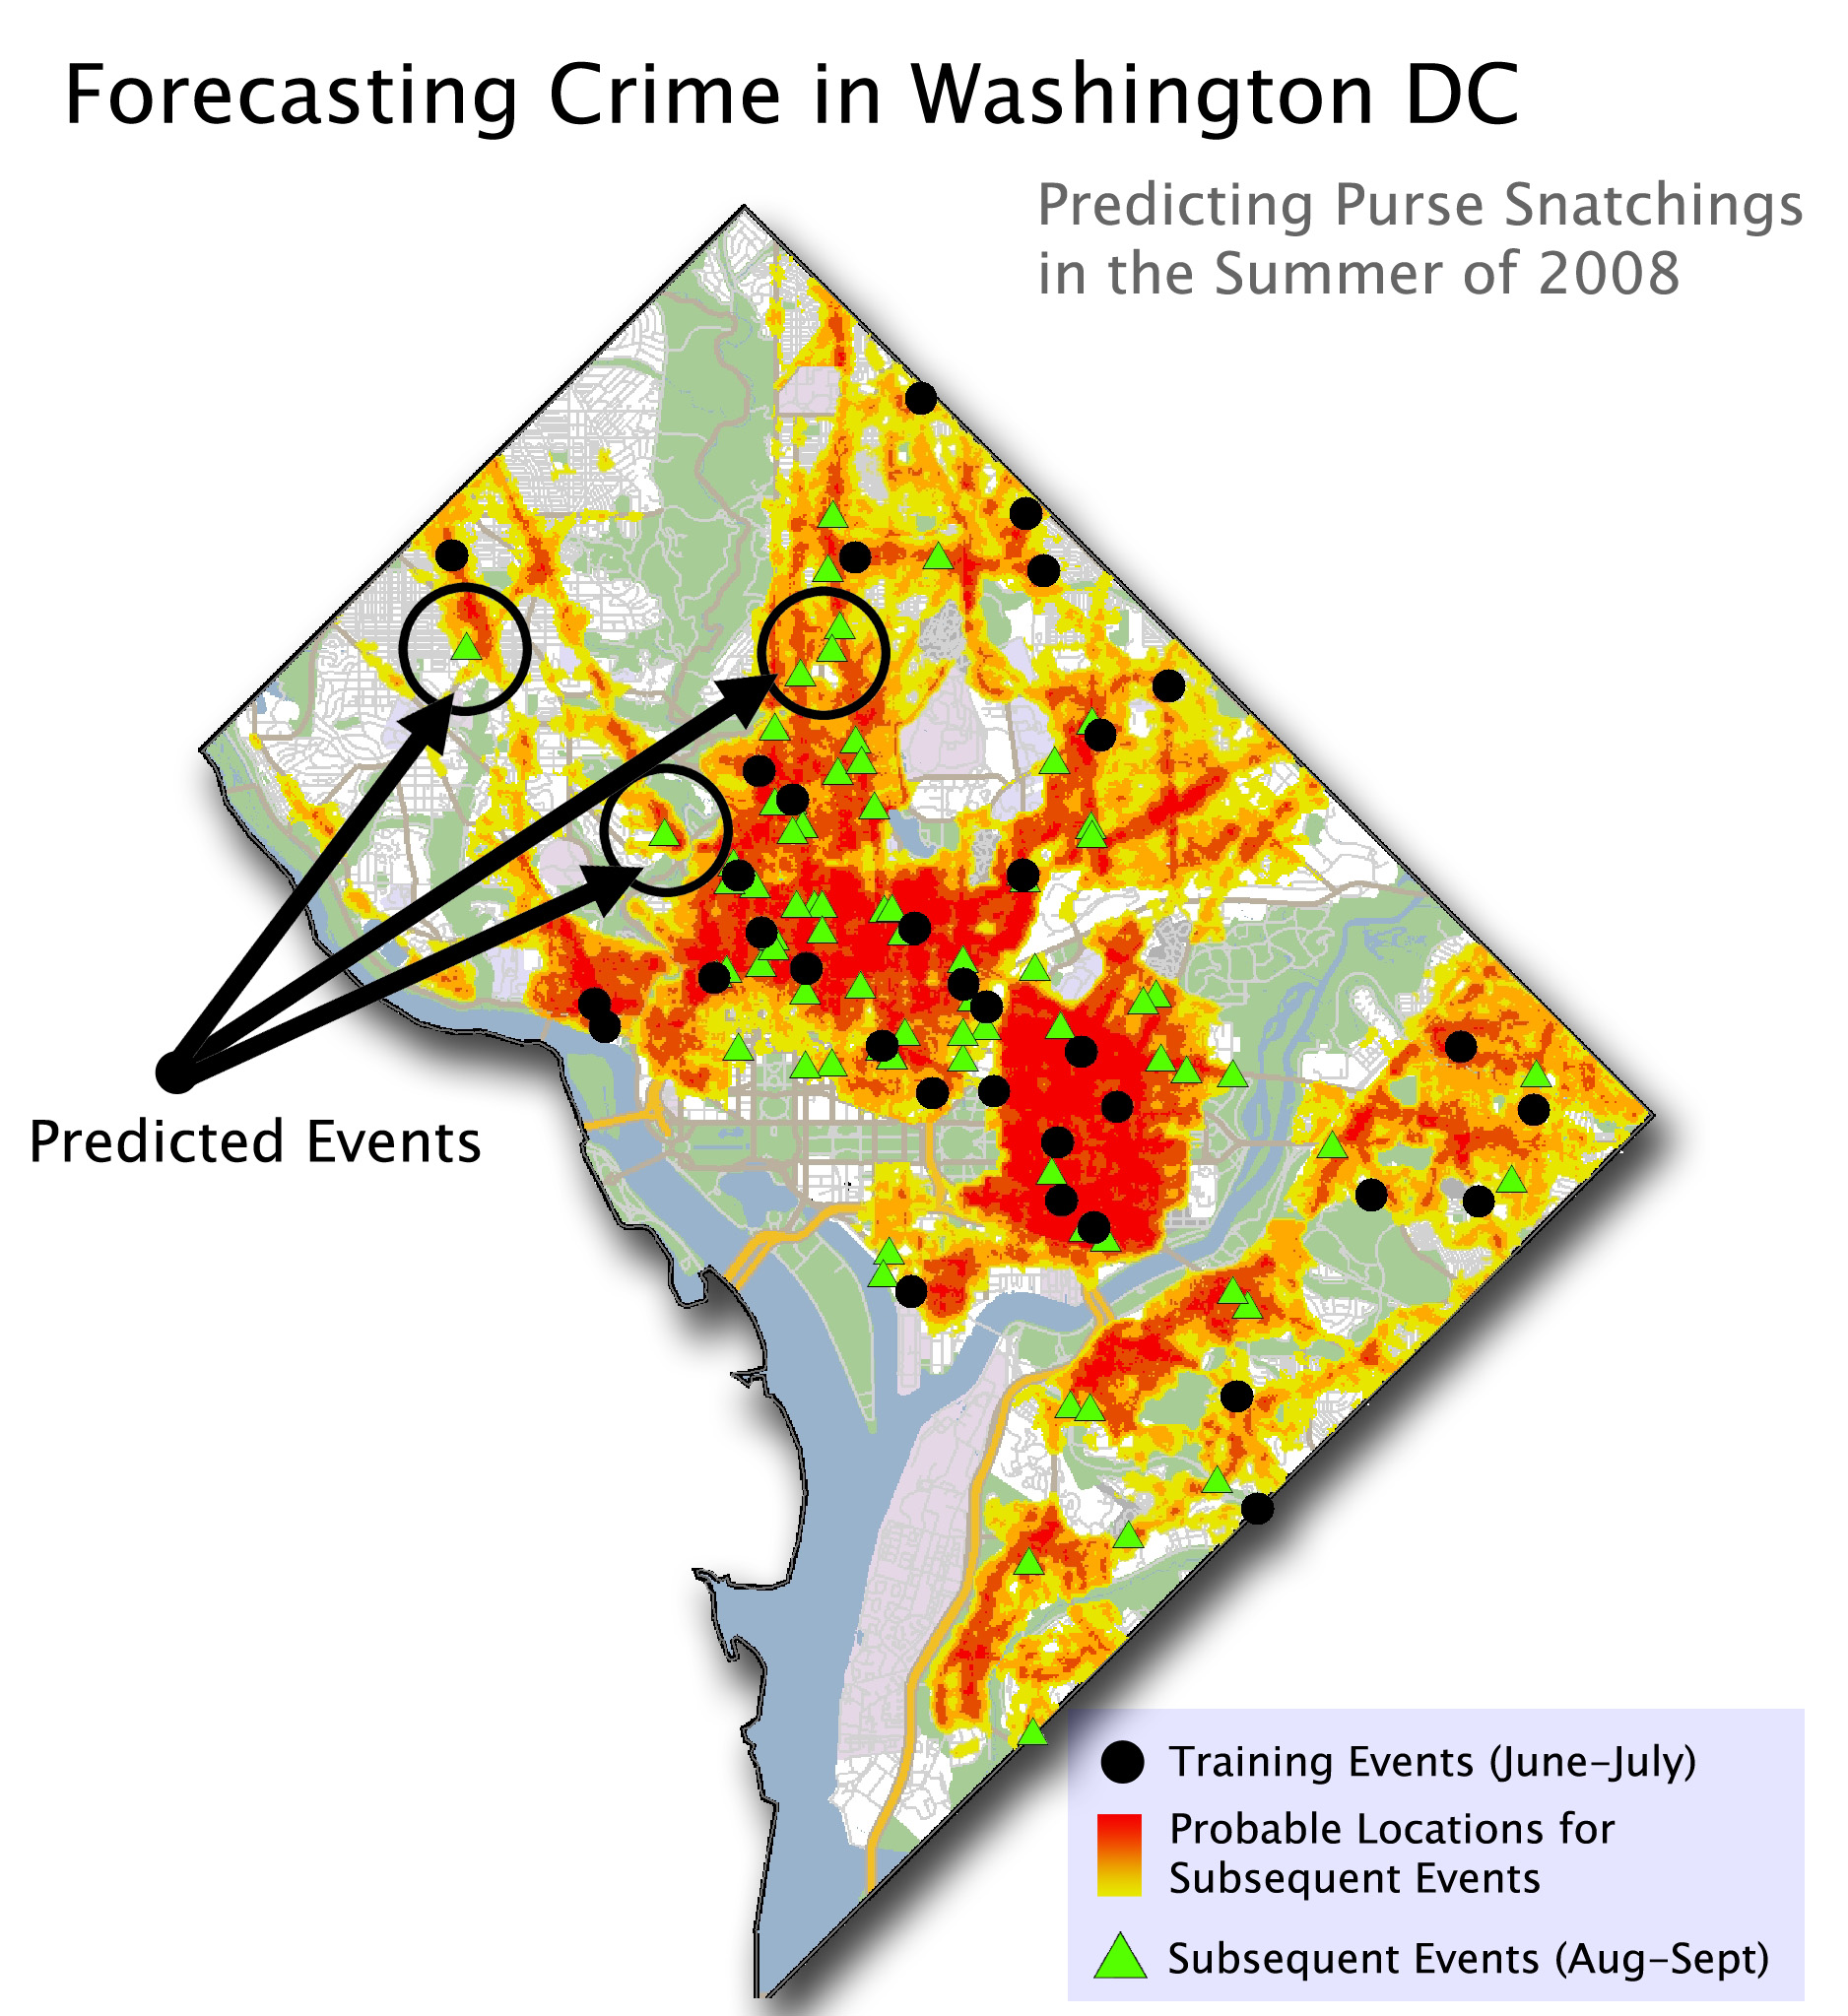 Forecasting Crime in Washington DC
Predicting Purse Snatchings
in the Summer of 2008
Predicted Events
Training Events (June-July)
Probable Locations for
Subsequent Events
Subsequent Events (Aug-Sept)